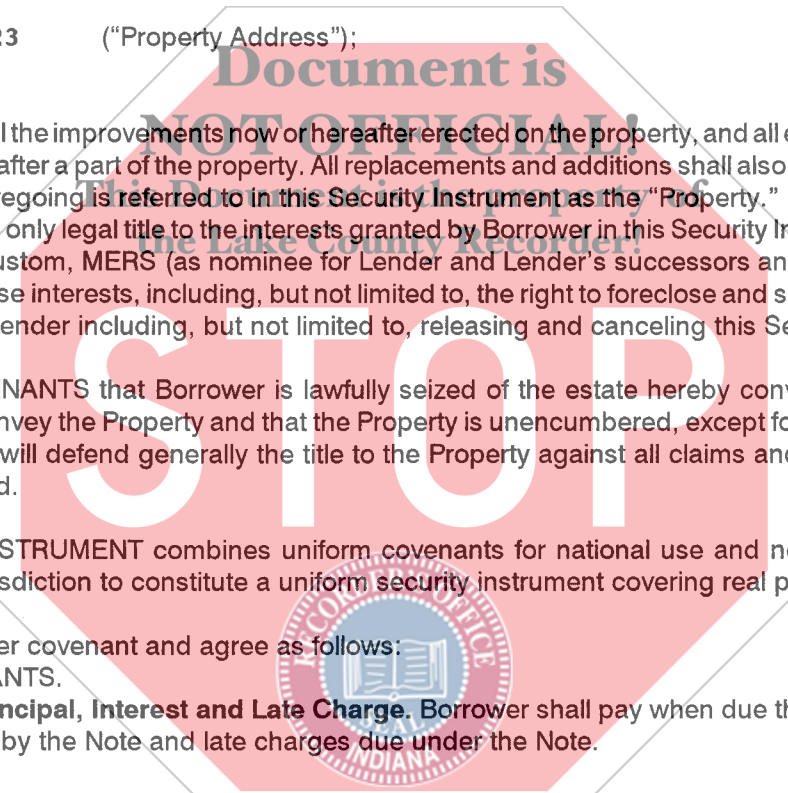 23 ("Property Address");
Document is
NOT OFFICIAL!
l the improvements now or hereafter erected on the property, and all e
after a part of the property. All replacements and additions shall also
This Document is the property of
regoing is referred to in this Security Instrument as the “Property.”
only legal title to the interests granted by Borrower in this Security In
the Lake County Recorder!
ustom, MERS (as nominee for Lender and Lender’s successors an
se interests, including, but not limited to, the right to foreclose and s
ender including, but not limited to, releasing and canceling this Se
STOP
NANTS that Borrower is lawfully seized of the estate hereby conv
nvey the Property and that the Property is unencumbered, except fo
will defend generally the title to the Property against all claims and
d.
STRUMENT combines uniform covenants for national use and no
sdiction to constitute a uniform security instrument covering real p
RECORDER'S OFFICE
er covenant and agree as follows:
ANTS.
ncipal, Interest and Late Charge. Borrower shall pay when due th
by the Note and late charges due under the Note.
SEAL
INDIANA